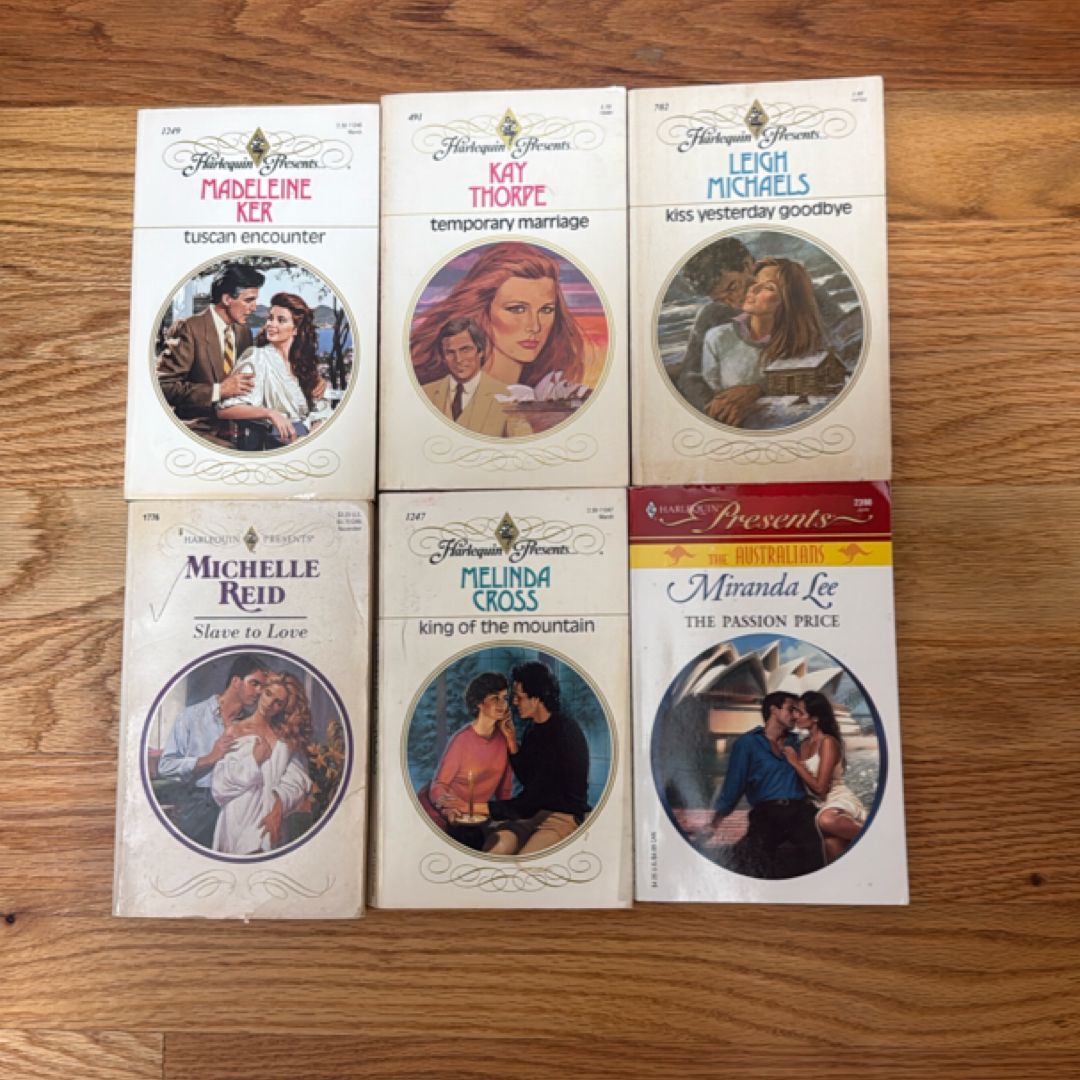 1249
Harlequin Presents
MADELEINE
KER
tuscan encounter
491
Harlequin Presents
KAY
THORPE
temporary marriage
702
Harlequin Presents
LEIGH
MICHAELS
kiss yesterday goodbye
1776
HARLEQUIN PRESENTS
MICHELLE
REID
Slave to Love
1247
March
Harlequin Presents
MELINDA
CROSS
king of the mountain
HARLEQUIN
Presents
THE AUSTRALIANS
Miranda Lee
THE PASSION PRICE